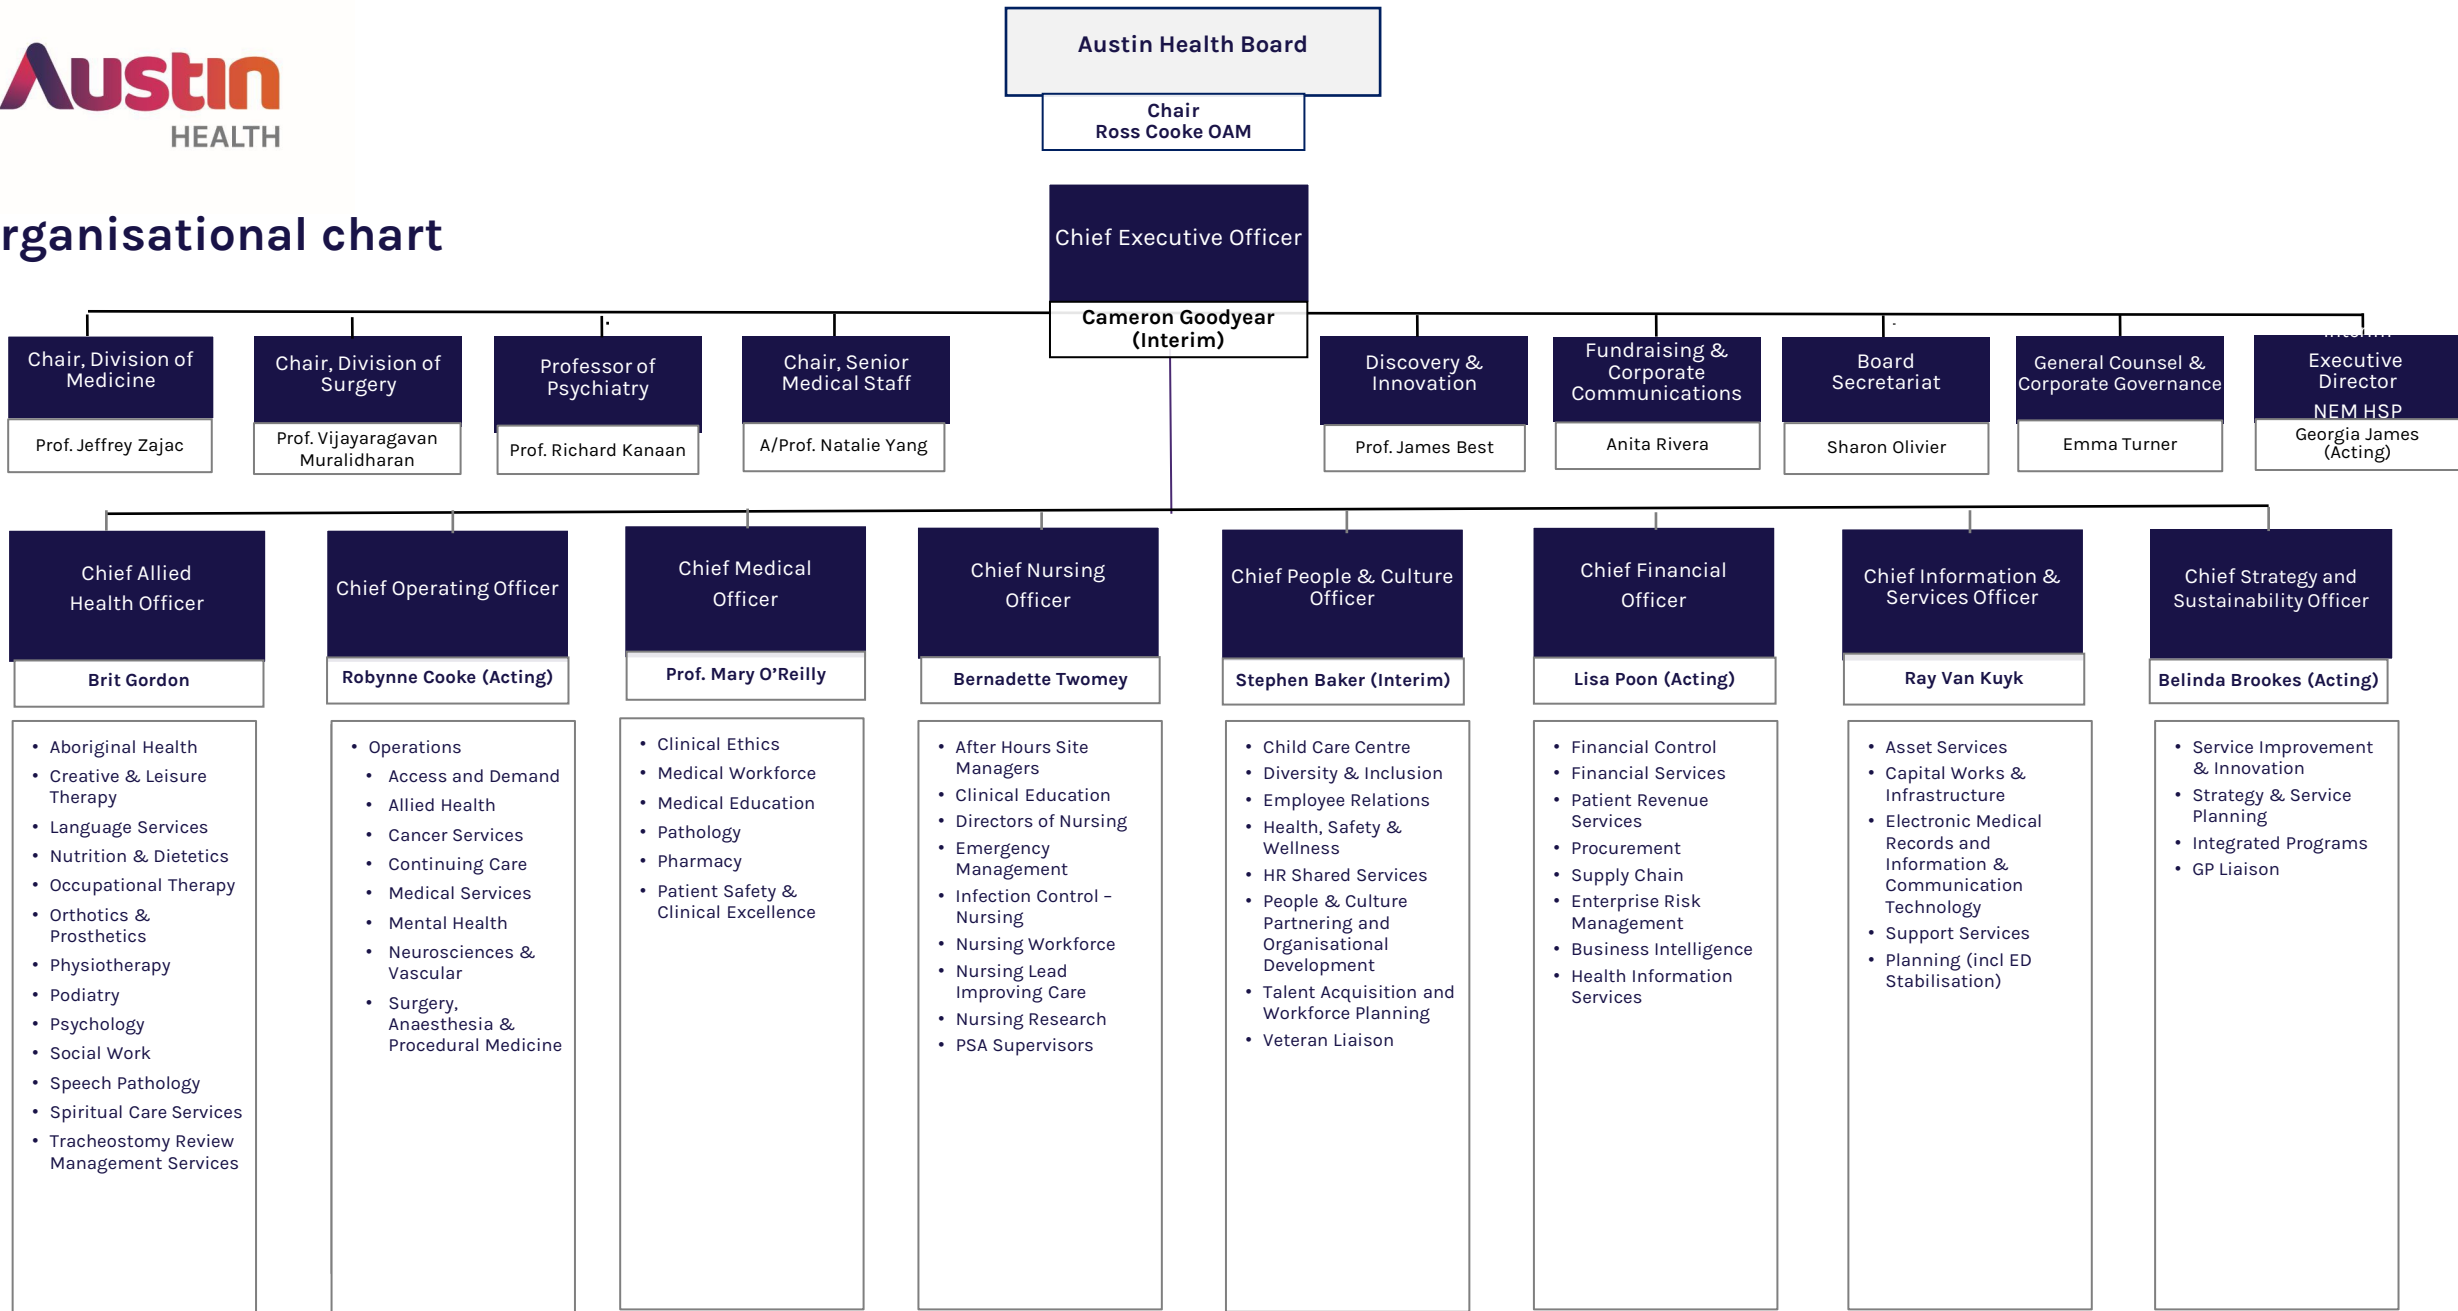 Austin
HEALTH
rganisational chart
Austin Health Board
Chair
Ross Cooke OAM
Chief Executive Officer
Cameron Goodyear
(Interim)
Chair, Division of
Medicine
Prof. Jeffrey Zajac
Chair, Division of
Surgery
Prof. Vijayaragavan
Muralidharan
Professor of
Psychiatry
Prof. Richard Kanaan
Chair, Senior
Medical Staff
A/Prof. Natalie Yang
Discovery &
Innovation
Prof. James Best
Fundraising &
Corporate
Communications
Anita Rivera
Board
Secretariat
Sharon Olivier
General Counsel &
Corporate Governance
Emma Turner
Interim
Executive
Director
NEM HSP
Georgia James
(Acting)
Chief Allied
Health Officer
Brit Gordon
• Aboriginal Health
• Creative & Leisure
Therapy
• Language Services
• Nutrition & Dietetics
• Occupational Therapy
• Orthotics &
Prosthetics
• Physiotherapy
• Podiatry
• Psychology
• Social Work
• Speech Pathology
• Spiritual Care Services
• Tracheostomy Review
Management Services
Chief Operating Officer
Robynne Cooke (Acting)
• Operations
• Access and Demand
• Allied Health
• Cancer Services
• Continuing Care
• Medical Services
• Mental Health
• Neurosciences &
Vascular
• Surgery,
Anaesthesia &
Procedural Medicine
Chief Medical
Officer
Prof. Mary O’Reilly
• Clinical Ethics
• Medical Workforce
• Medical Education
• Pathology
• Pharmacy
• Patient Safety &
Clinical Excellence
Chief Nursing
Officer
Bernadette Twomey
• After Hours Site
Managers
• Clinical Education
• Directors of Nursing
• Emergency
Management
• Infection Control –
Nursing
• Nursing Workforce
• Nursing Lead
Improving Care
• Nursing Research
• PSA Supervisors
Chief People & Culture
Officer
Stephen Baker (Interim)
• Child Care Centre
• Diversity & Inclusion
• Employee Relations
• Health, Safety &
Wellness
• HR Shared Services
• People & Culture
Partnering and
Organisational
Development
• Talent Acquisition and
Workforce Planning
• Veteran Liaison
Chief Financial
Officer
Lisa Poon (Acting)
• Financial Control
• Financial Services
• Patient Revenue
Services
• Procurement
• Supply Chain
• Enterprise Risk
Management
• Business Intelligence
• Health Information
Services
Chief Information &
Services Officer
Ray Van Kuyk
• Asset Services
• Capital Works &
Infrastructure
• Electronic Medical
Records and
Information &
Communication
Technology
• Support Services
• Planning (incl ED
Stabilisation)
Chief Strategy and
Sustainability Officer
Belinda Brookes (Acting)
• Service Improvement
& Innovation
• Strategy & Service
Planning
• Integrated Programs
• GP Liaison